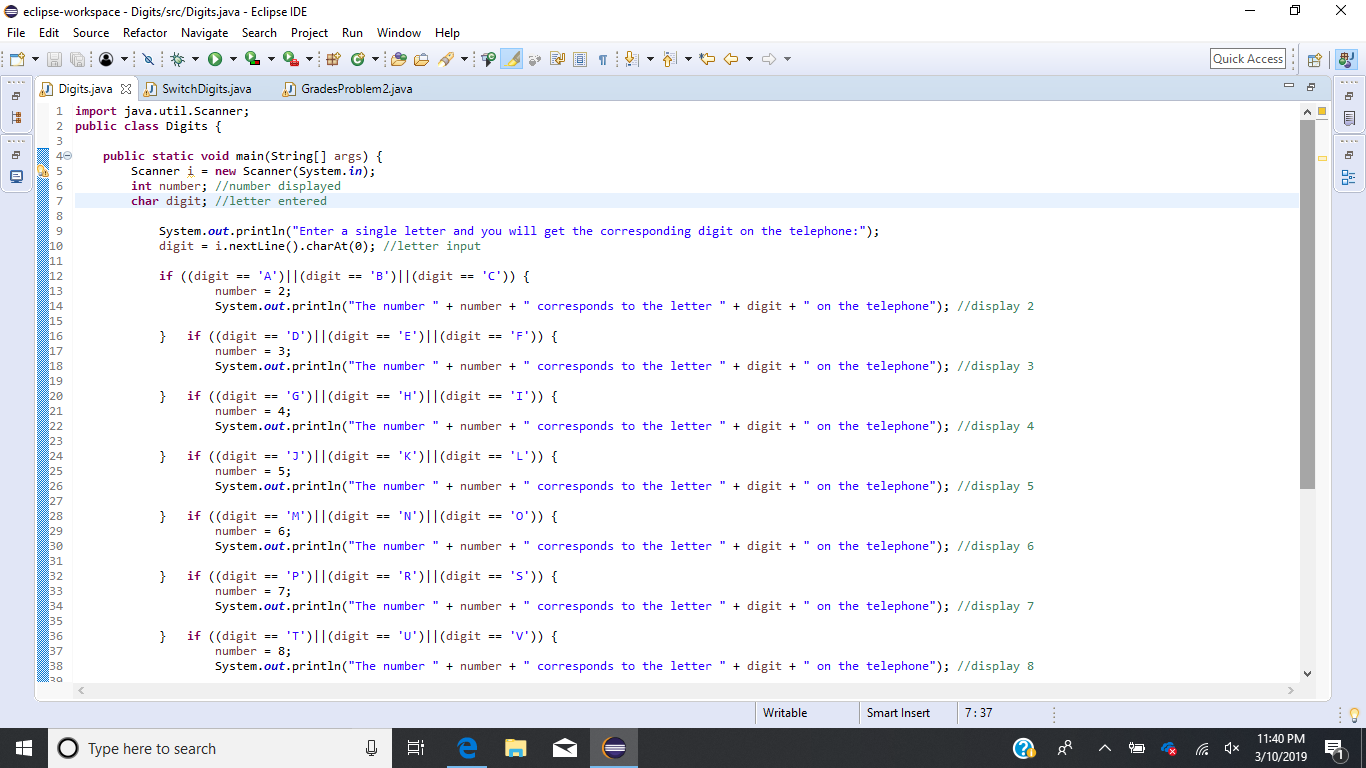 eclipse-workspace - Digits/src/Digits.java - Eclipse IDE
File Edit Source Refactor Navigate Search Project Run Window Help
Quick Access
Digits.java SwitchDigits.java GradesProblem2.java
1 import java.util.Scanner;
2 public class Digits {
3
4 public static void main(String[] args) {
5 Scanner i = new Scanner(System.in);
6 int number; //number displayed
7 char digit; //letter entered
8
9 System.out.println("Enter a single letter and you will get the corresponding digit on the telephone:");
10 digit = i.nextLine().charAt(0); //letter input
11
12 if ((digit == 'A')||(digit == 'B')||(digit == 'C')) {
13 number = 2;
14 System.out.println("The number " + number + " corresponds to the letter " + digit + " on the telephone"); //display 2
15
16 } if ((digit == 'D')||(digit == 'E')||(digit == 'F')) {
17 number = 3;
18 System.out.println("The number " + number + " corresponds to the letter " + digit + " on the telephone"); //display 3
19
20 } if ((digit == 'G')||(digit == 'H')||(digit == 'I')) {
21 number = 4;
22 System.out.println("The number " + number + " corresponds to the letter " + digit + " on the telephone"); //display 4
23
24 } if ((digit == 'J')||(digit == 'K')||(digit == 'L')) {
25 number = 5;
26 System.out.println("The number " + number + " corresponds to the letter " + digit + " on the telephone"); //display 5
27
28 } if ((digit == 'M')||(digit == 'N')||(digit == 'O')) {
29 number = 6;
30 System.out.println("The number " + number + " corresponds to the letter " + digit + " on the telephone"); //display 6
31
32 } if ((digit == 'P')||(digit == 'R')||(digit == 'S')) {
33 number = 7;
34 System.out.println("The number " + number + " corresponds to the letter " + digit + " on the telephone"); //display 7
35
36 } if ((digit == 'T')||(digit == 'U')||(digit == 'V')) {
37 number = 8;
38 System.out.println("The number " + number + " corresponds to the letter " + digit + " on the telephone"); //display 8
39
Writable Smart Insert 7 : 37
Type here to search
11:40 PM
3/10/2019
1